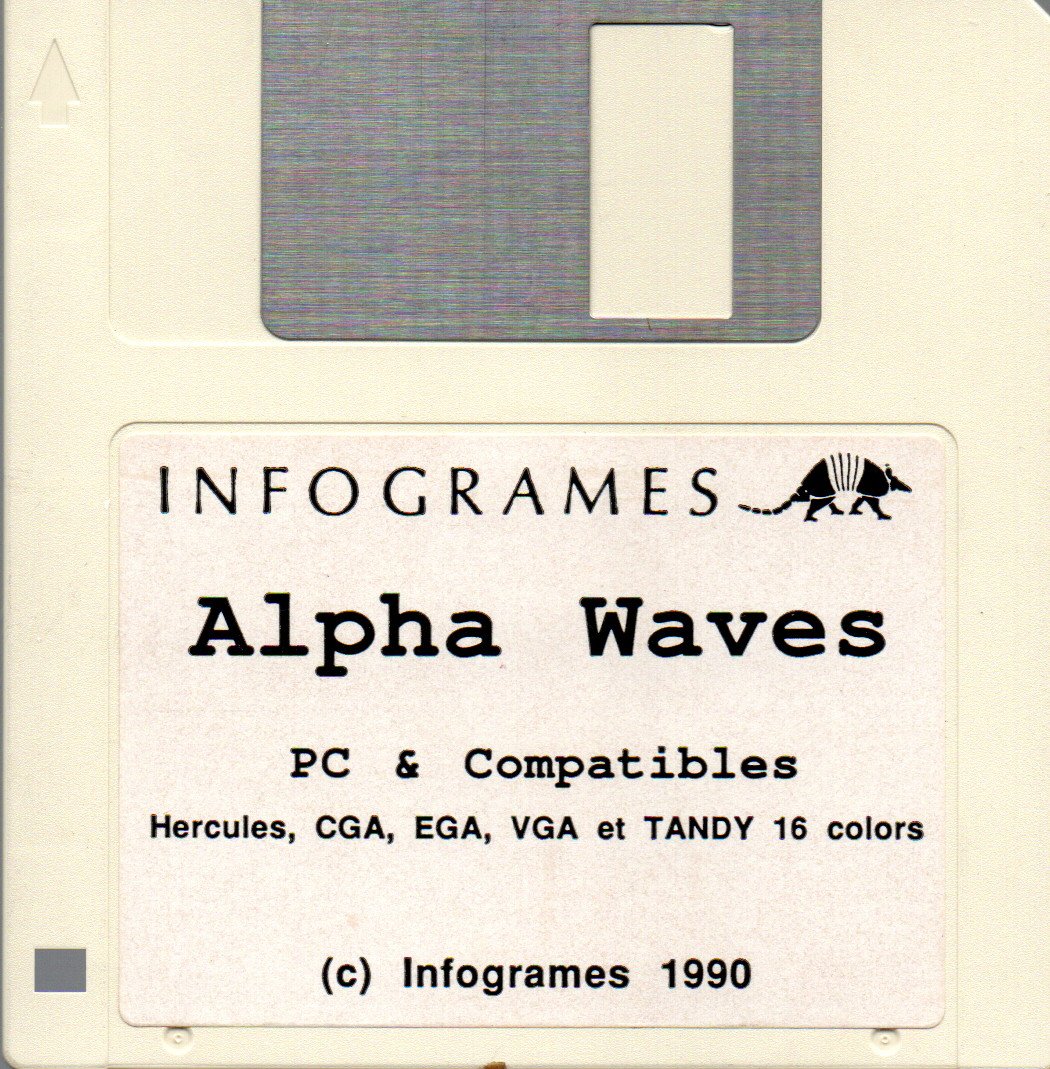 INFOGRAMES
Alpha Waves
PC & Compatibles
Hercules, CGA, EGA, VGA et TANDY 16 colors
(c) Infogrames 1990